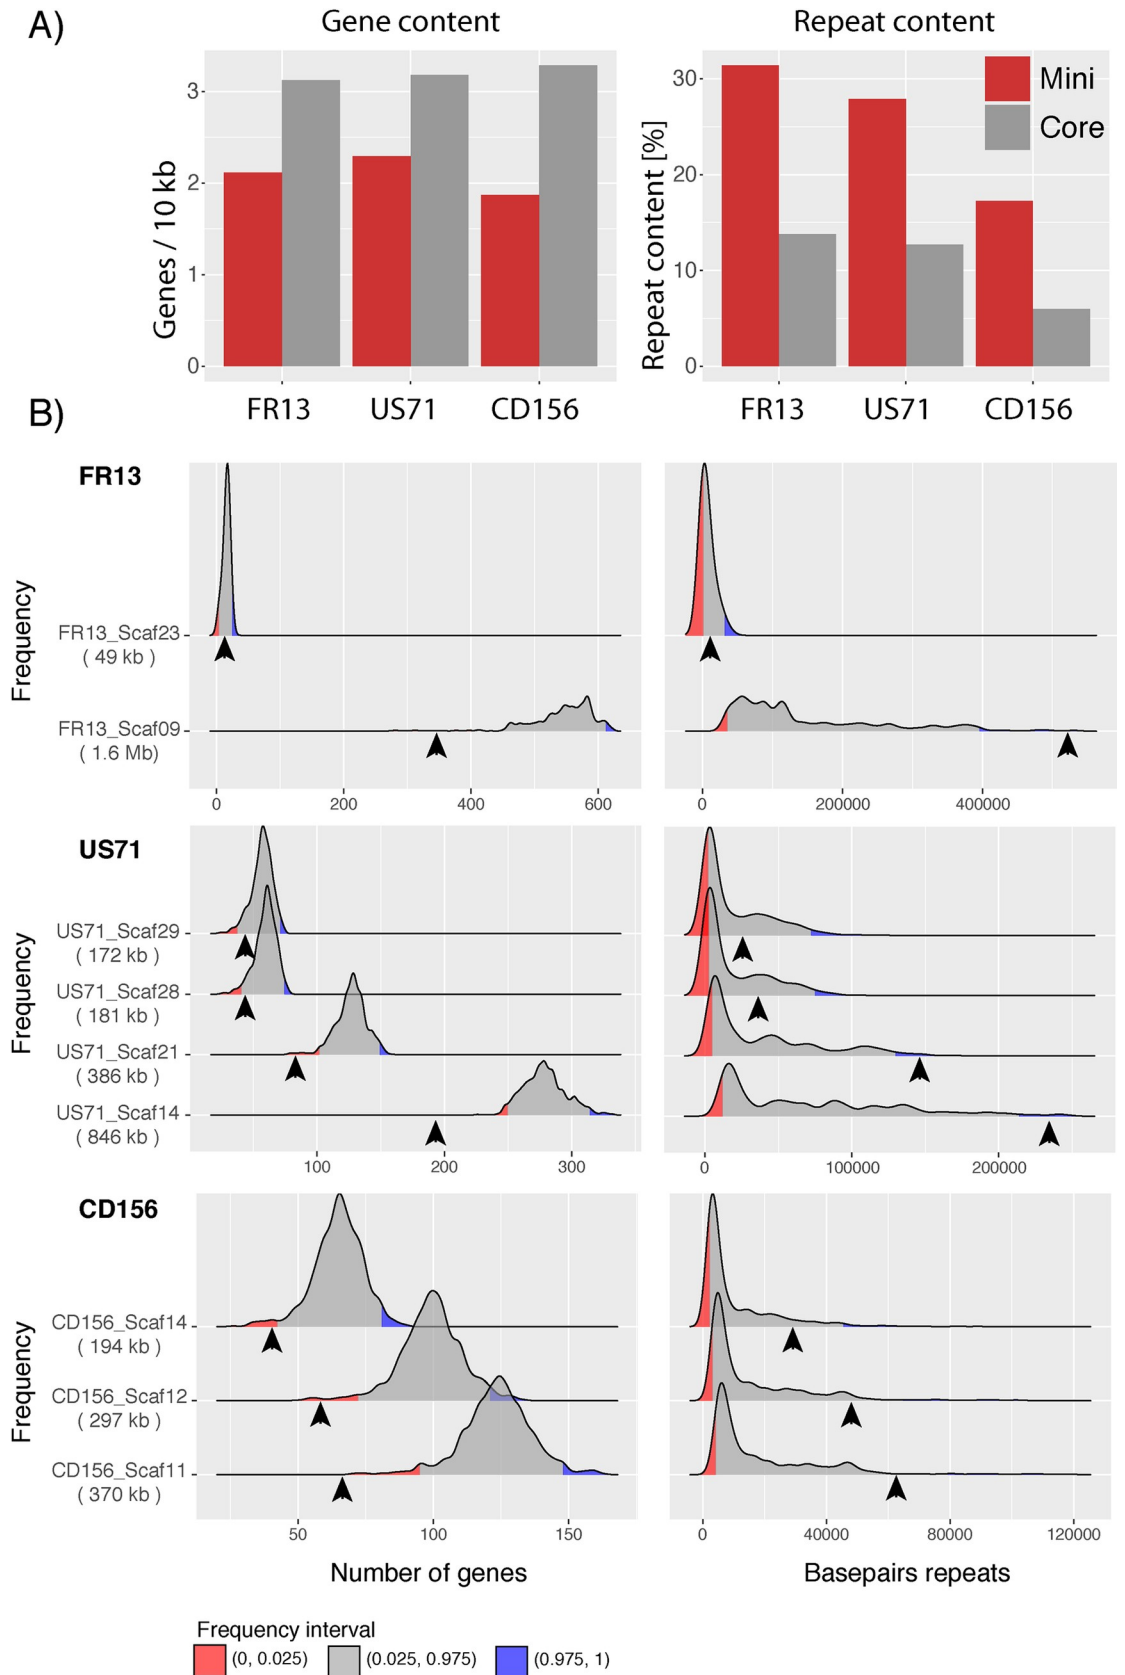 A)
Gene content
Repeat content
Genes / 10 kb
3
2
1
0
FR13 US71 CD156
Repeat content [%]
30
20
10
0
Mini
Core
FR13 US71 CD156
B)
FR13
Frequency
FR13_Scaf23
( 49 kb )
FR13_Scaf09
( 1.6 Mb)
0 200 400 600
0 200000 400000
US71
Frequency
US71_Scaf29
( 172 kb )
US71_Scaf28
( 181 kb )
US71_Scaf21
( 386 kb )
US71_Scaf14
( 846 kb )
100 200 300
0 100000 200000
CD156
Frequency
CD156_Scaf14
( 194 kb )
CD156_Scaf12
( 297 kb )
CD156_Scaf11
( 370 kb )
50 100 150
0 40000 80000 120000
Number of genes
Basepairs repeats
Frequency interval
(0, 0.025) (0.025, 0.975) (0.975, 1)